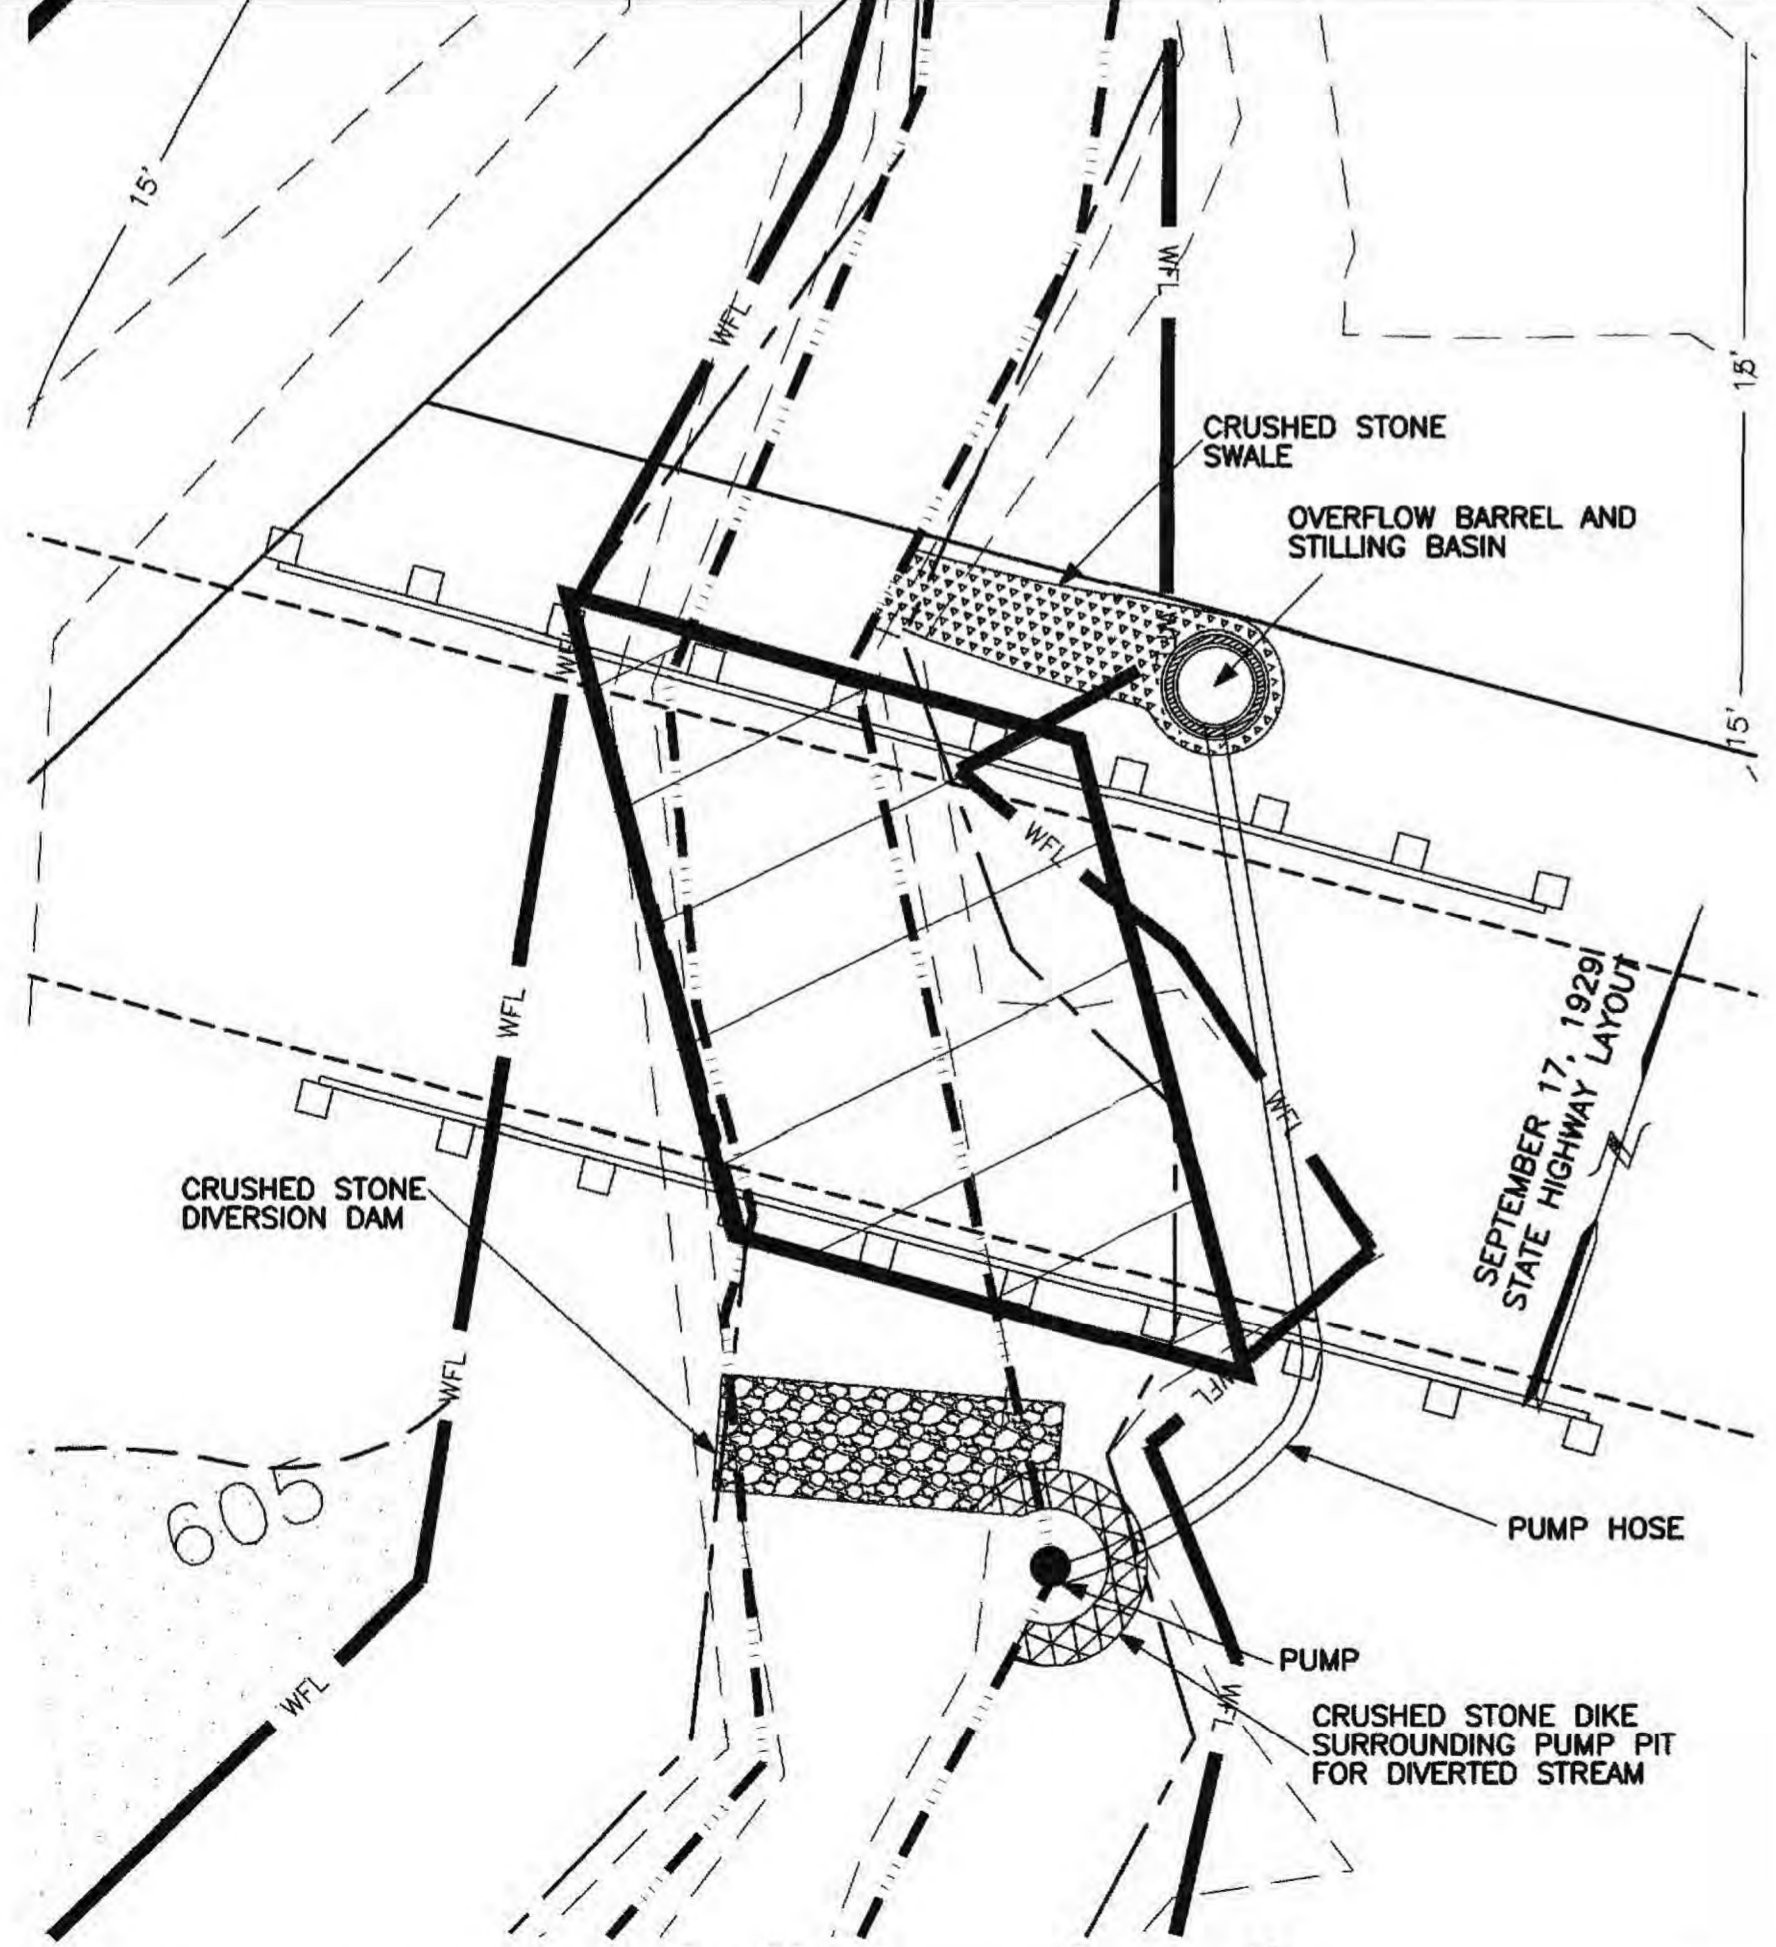 15'
WFL
WFL
15'
CRUSHED STONE
SWALE
OVERFLOW BARREL AND
STILLING BASIN
15'
WFL
WFL
SEPTEMBER 17, 1929
STATE HIGHWAY LAYOUT
WFL
CRUSHED STONE
DIVERSION DAM
WFL
WFL
605
PUMP HOSE
PUMP
WFL
WFL
CRUSHED STONE DIKE
SURROUNDING PUMP PIT
FOR DIVERTED STREAM